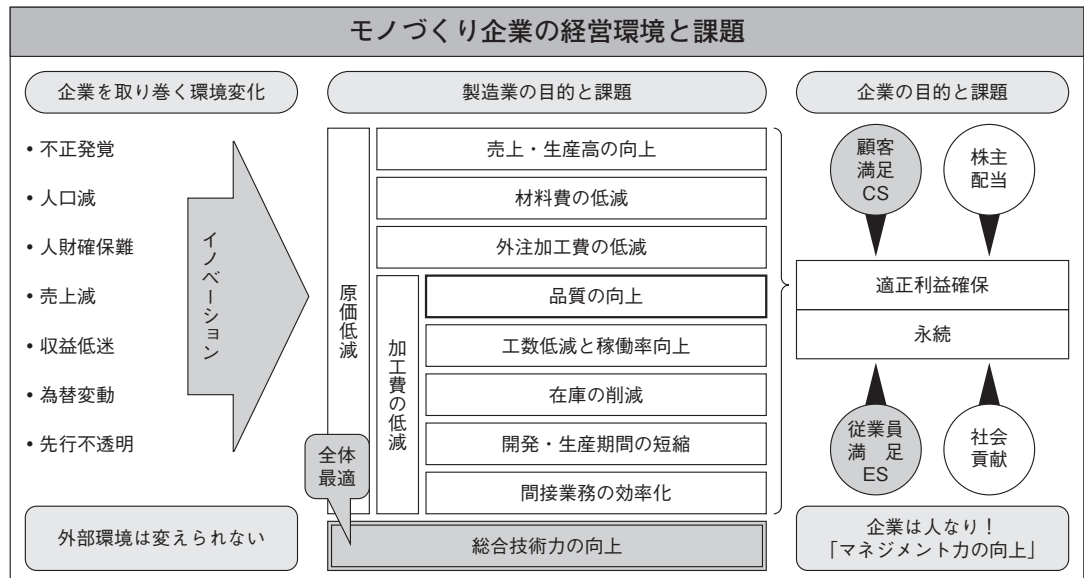 モノづくり企業の経営環境と課題
企業を取り巻く環境変化
• 不正発覚
• 人口減
• 人財確保難
• 売上減
• 収益低迷
• 為替変動
• 先行不透明
外部環境は変えられない
イノベーション
製造業の目的と課題
原価低減
売上・生産高の向上
材料費の低減
外注加工費の低減
加工費の低減
品質の向上
工数低減と稼働率向上
在庫の削減
開発・生産期間の短縮
間接業務の効率化
全体
最適
総合技術力の向上
企業の目的と課題
顧客
満足
CS
株主
配当
適正利益確保
永続
従業員
満　足
ES
社会
貢献
企業は人なり！
「マネジメント力の向上」